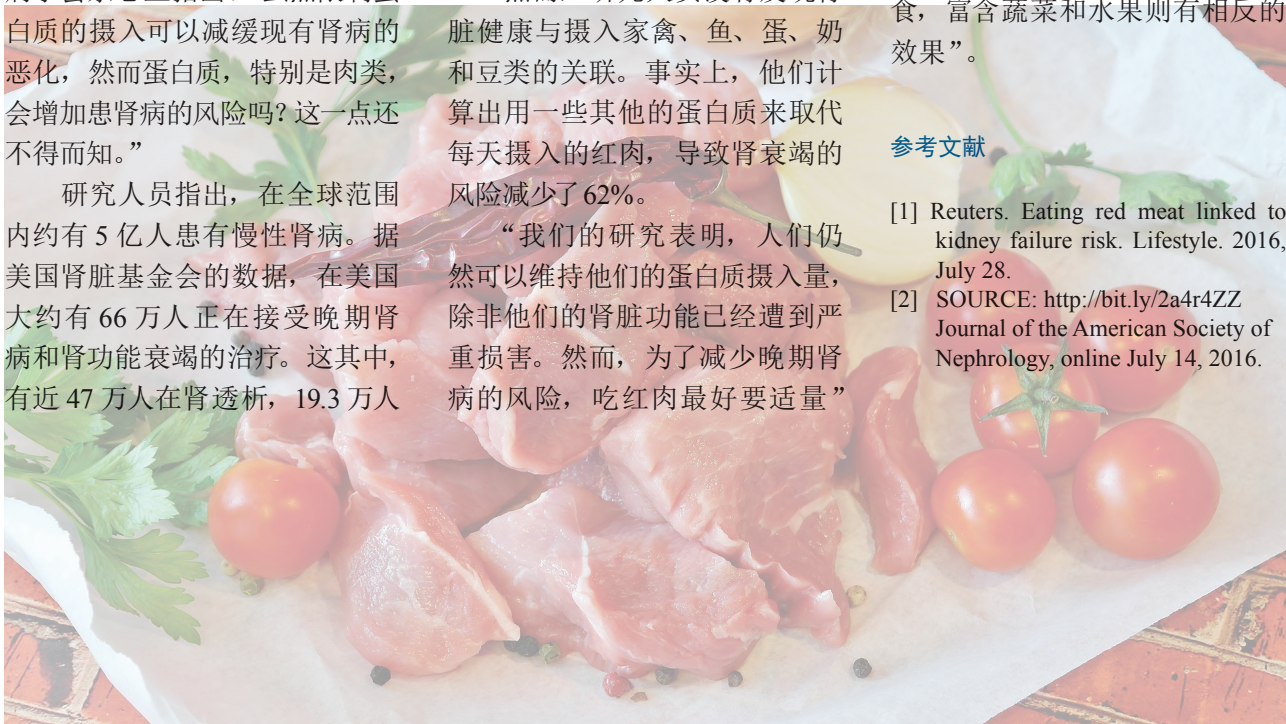 白质的摄入可以减缓现有肾病的
恶化，然而蛋白质，特别是肉类，
会增加患肾病的风险吗？这一点还
不得而知。”
研究人员指出，在全球范围
内约有 5 亿人患有慢性肾病。据
美国肾脏基金会的数据，在美国
大约有 66 万人正在接受晚期肾
病和肾功能衰竭的治疗。这其中，
有近 47 万人在肾透析，19.3 万人
脏健康与摄入家禽、鱼、蛋、奶
和豆类的关联。事实上，他们计
算出用一些其他的蛋白质来取代
每天摄入的红肉，导致肾衰竭的
风险减少了 62%。
“我们的研究表明，人们仍
然可以维持他们的蛋白质摄入量，
除非他们的肾脏功能已经遭到严
重损害。然而，为了减少晚期肾
病的风险，吃红肉最好要适量”
食，富含蔬菜和水果则有相反的
效果”。
参考文献
[1] Reuters. Eating red meat linked to
kidney failure risk. Lifestyle. 2016,
July 28.
[2] SOURCE: http://bit.ly/2a4r4ZZ
Journal of the American Society of
Nephrology, online July 14, 2016.